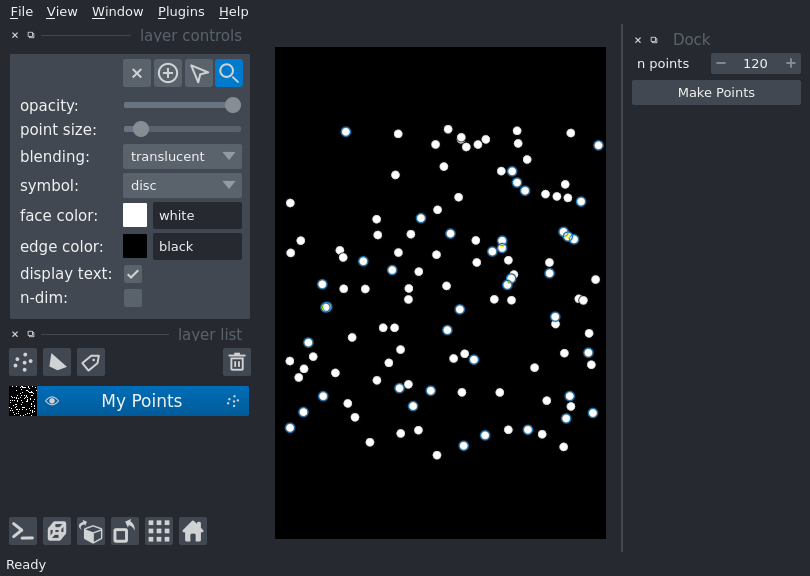 File View Window Plugins Help
layer controls
opacity:
point size:
blending: translucent
symbol: disc
face color: white
edge color: black
display text:
n-dim:
layer list
My Points
Ready
Dock
n points 120
Make Points